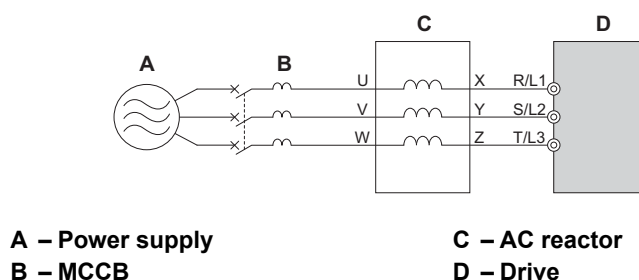 A B C D
U X R/L1
V Y S/L2
W Z T/L3
A – Power supply
B – MCCB
C – AC reactor
D – Drive